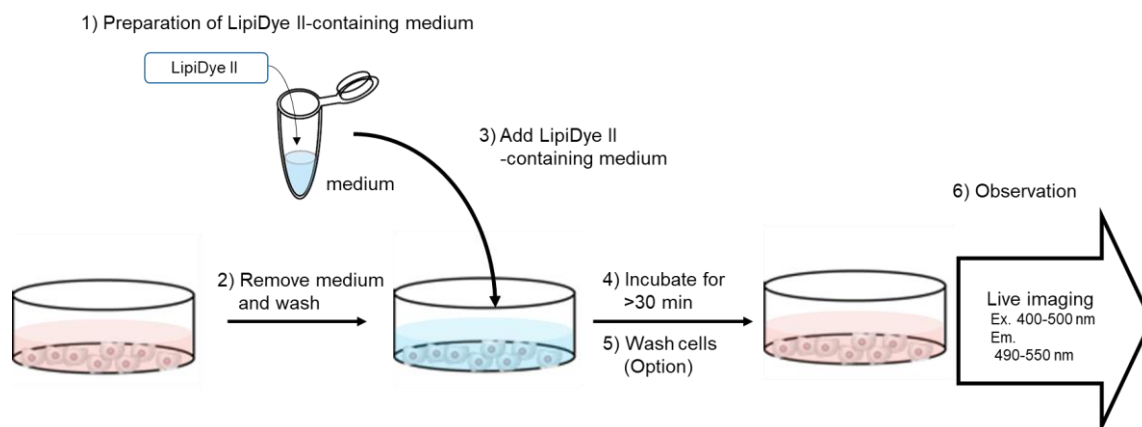 1) Preparation of LipiDye II-containing medium
LipiDye II
medium
3) Add LipiDye II
-containing medium
2) Remove medium
and wash
4) Incubate for
>30 min
5) Wash cells
(Option)
6) Observation
Live imaging
Ex. 400-500 nm
Em.
490-550 nm